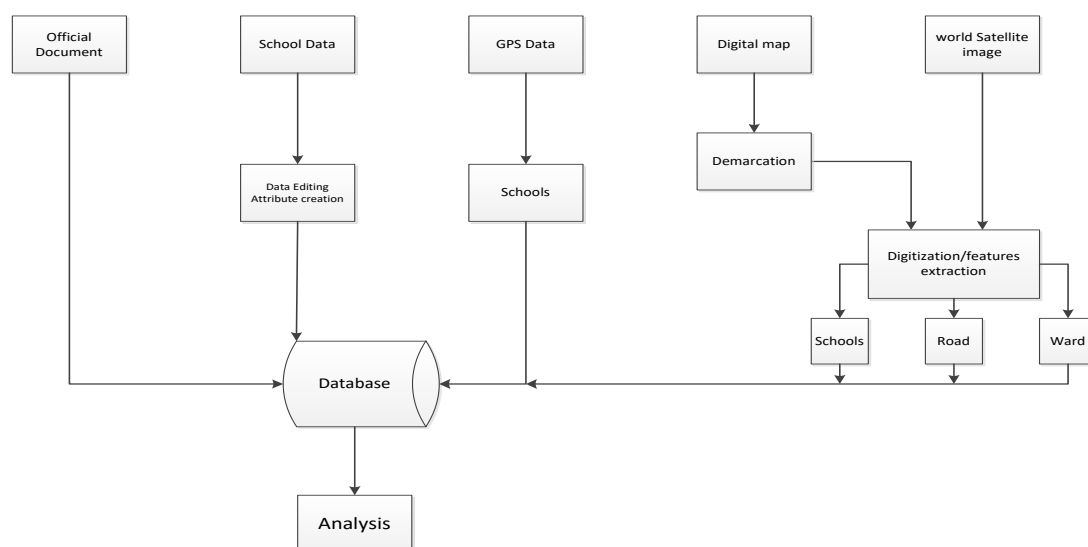 Official
Document
School Data
GPS Data
Digital map
world Satellite
image
Demarcation
Data Editing
Attribute creation
Schools
Digitization/features
extraction
Schools
Road
Ward
Database
Analysis